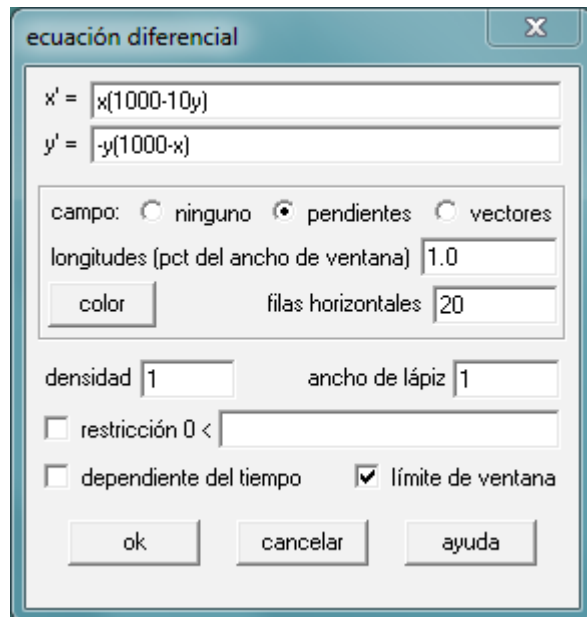 ecuación diferencial
x' = x(1000-10y)
y' = -y(1000-x)
campo: ninguno pendientes vectores
longitudes (pct del ancho de ventana) 1.0
color filas horizontales 20
densidad 1 ancho de lápiz 1
restricción 0 <
dependiente del tiempo límite de ventana
ok cancelar ayuda